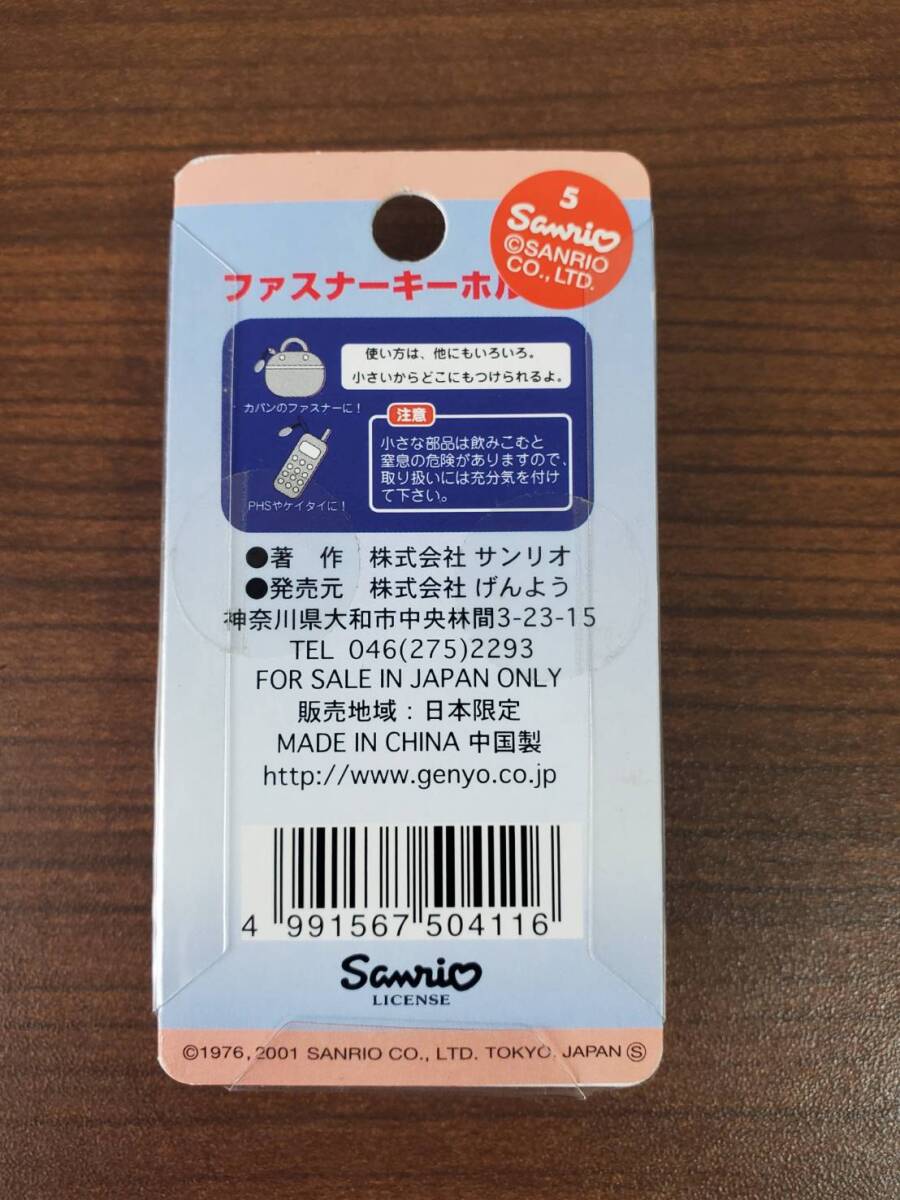 5
Sanrio
©SANRIO
CO., LTD.
ファスナーキーホル
使い方は、他にもいろいろ。
小さいからどこにもつけられるよ。
カバンのファスナーに！
注意
小さな部品は飲みこむと
窒息の危険がありますので、
取り扱いには充分気を付け
て下さい。
PHSやケイタイに！
●著　作　株式会社 サンリオ
●発売元　株式会社 げんよう
神奈川県大和市中央林間3-23-15
TEL 046(275)2293
FOR SALE IN JAPAN ONLY
販売地域：日本限定
MADE IN CHINA 中国製
http://www.genyo.co.jp
4 991567 504116
Sanrio
LICENSE
©1976, 2001 SANRIO CO., LTD. TOKYO, JAPAN Ⓢ